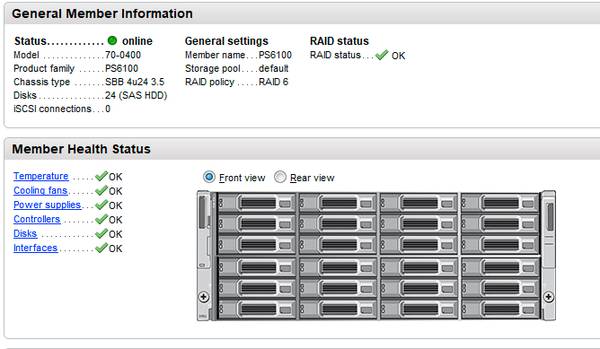 General Member Information
Status............. online
General settings
RAID status
Model ................70-0400
Member name...PS6100
RAID status... OK
Product family ......PS6100
Storage pool....default
Chassis type .......SBB 4u24 3.5
RAID policy .....RAID 6
Disks................24 (SAS HDD)
iSCSI connections...0
Member Health Status
Front view
Rear view
Temperature ..... OK
Cooling fans..... OK
Power supplies... OK
Controllers ....... OK
Disks ............. OK
Interfaces........ OK